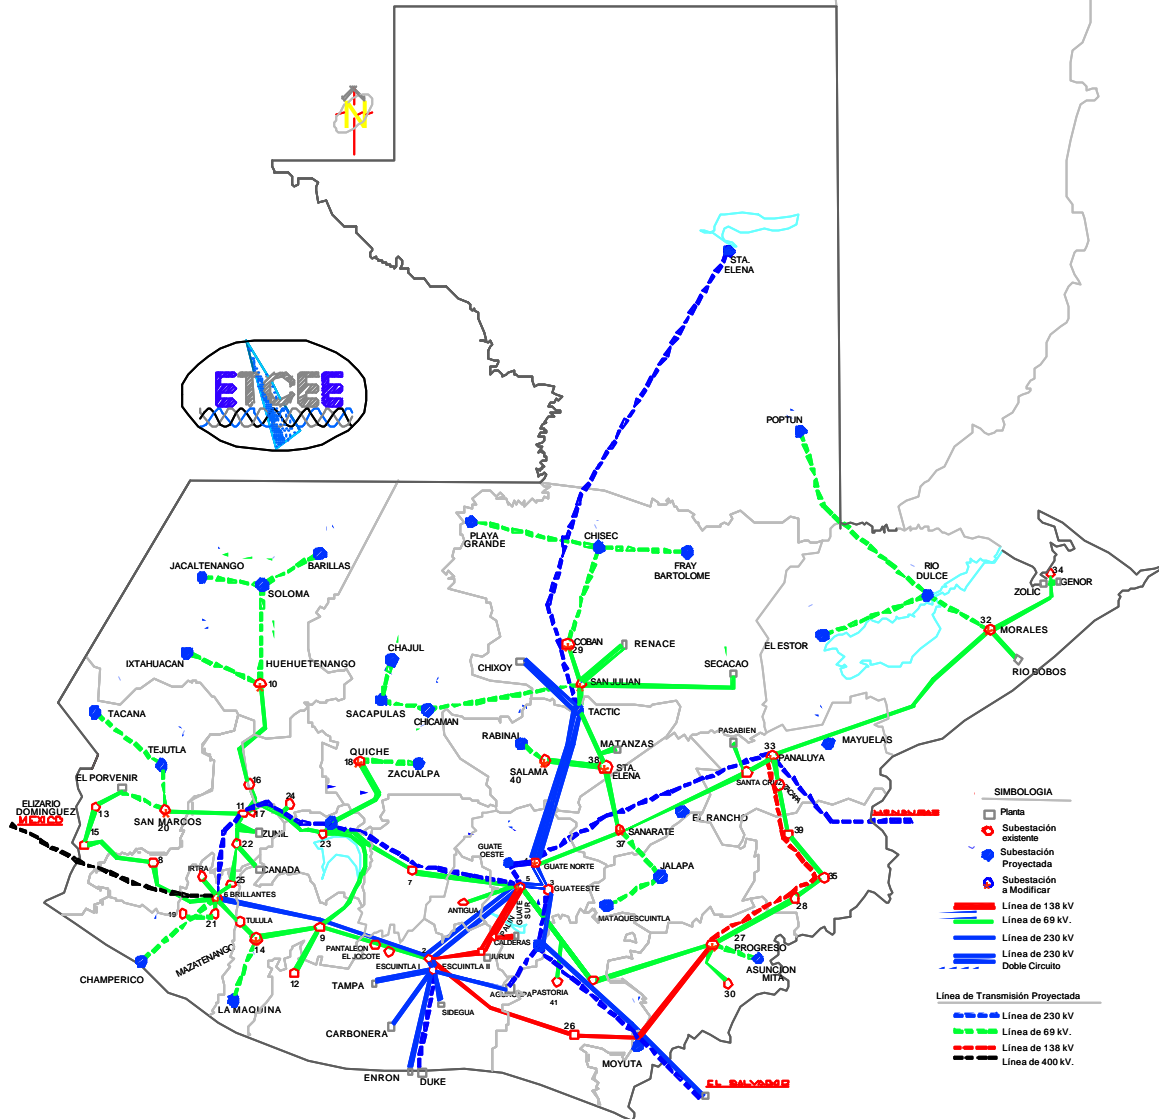 N
ETCEE
STA.
ELENA
POPTUN
PLAYA
GRANDE
CHISEC
FRAY
BARTOLOME
JACALTENANGO
BARILLAS
SOLOMA
RIO
DULCE
34
ZOLIC
GENOR
32
MORALES
EL ESTOR
RIO BOBOS
IXTAHUACAN
HUEHUETENANGO
10
CHAJUL
COBAN
29
RENACE
CHIXOY
SECACAO
SAN JULIAN
SACAPULAS
CHICAMAN
TACTIC
TACANA
TEJUTLA
RABINAL
MATANZAS
PASABIEN
MAYUELAS
QUICHE
18
ZACUALPA
SALAMA
40
38
STA.
ELENA
33
PANALUYA
SANTA CRUZ
EL PORVENIR
16
24
ELIZARIO
DOMINGUEZ
MEXICO
13
SAN MARCOS
20
11
17
EL RANCHO
HONDURAS
15
ZUNIL
22
23
SANARATE
37
39
8
IRTRA
CANADA
25
7
GUATE
OESTE
GUATE NORTE
JALAPA
5
3
GUATEESTE
35
6 BRILLANTES
19
21
TULULA
ANTIGUA
GUATE
SUR
MATAQUESCUINTLA
28
MAZATENANGO
14
9
PANTALEON
EL JOCOTE
2
CALDERAS
JURUN
27
PROGRESO
ASUNCION
MITA
CHAMPERICO
12
ESCUINTLA I
ESCUINTLA II
TAMPA
AGUACAPA
PASTORIA
41
30
LA MAQUINA
SIDEGUA
CARBONERA
26
MOYUTA
ENRON
DUKE
EL SALVADOR
SIMBOLOGIA
Planta
Subestación
existente
Subestación
Proyectada
Subestación
a Modificar
Línea de 138 kV
Línea de 69 kV.
Línea de 230 kV
Línea de 230 kV
Doble Circuito
Línea de Transmisión Proyectada
Línea de 230 kV
Línea de 69 kV.
Línea de 138 kV
Línea de 400 kV.